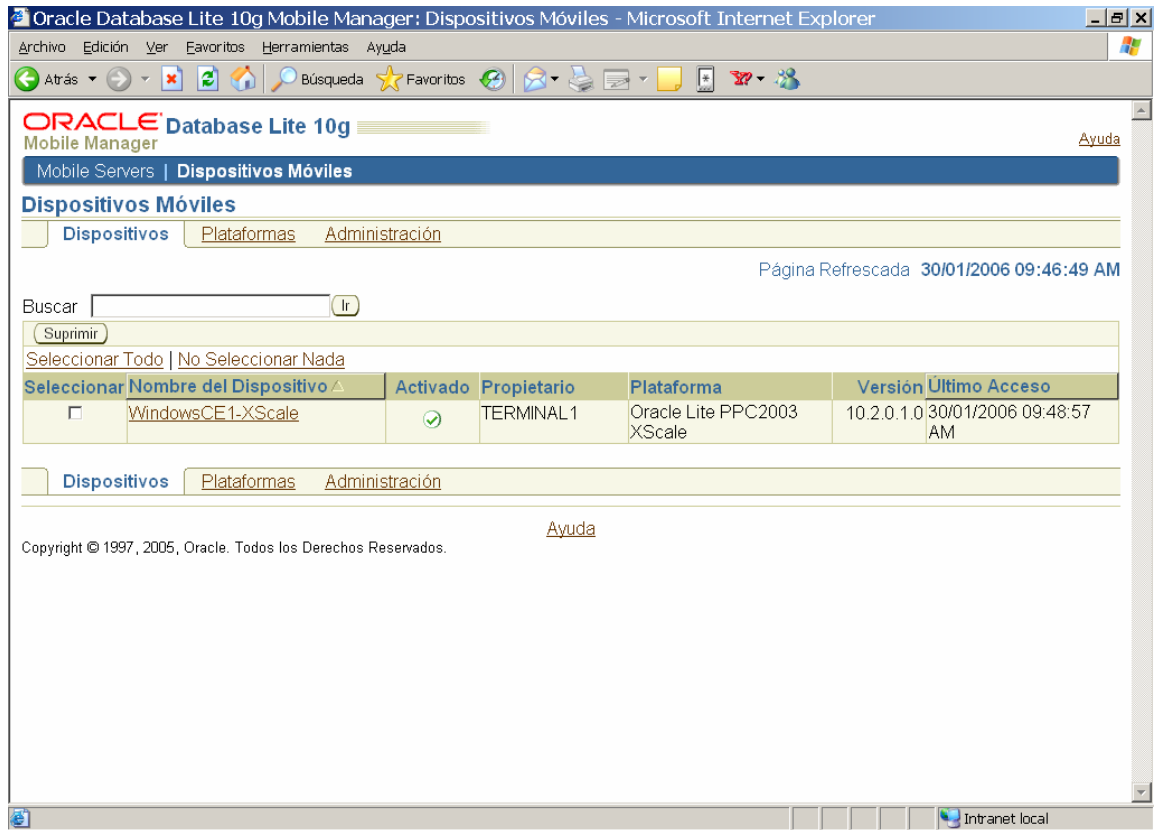 Oracle Database Lite 10g Mobile Manager: Dispositivos Móviles - Microsoft Internet Explorer
Archivo Edición Ver Favoritos Herramientas Ayuda
Atrás Búsqueda Favoritos
ORACLE Database Lite 10g
Mobile Manager
Ayuda
Mobile Servers | Dispositivos Móviles
Dispositivos Móviles
Dispositivos Plataformas Administración
Página Refrescada 30/01/2006 09:46:49 AM
Buscar Ir
Suprimir
Seleccionar Todo | No Seleccionar Nada
Seleccionar Nombre del Dispositivo Activado Propietario Plataforma Versión Último Acceso
WindowsCE1-XScale TERMINAL1 Oracle Lite PPC2003 10.2.0.1.0 30/01/2006 09:48:57
XScale AM
Dispositivos Plataformas Administración
Ayuda
Copyright © 1997, 2005, Oracle. Todos los Derechos Reservados.
Intranet local